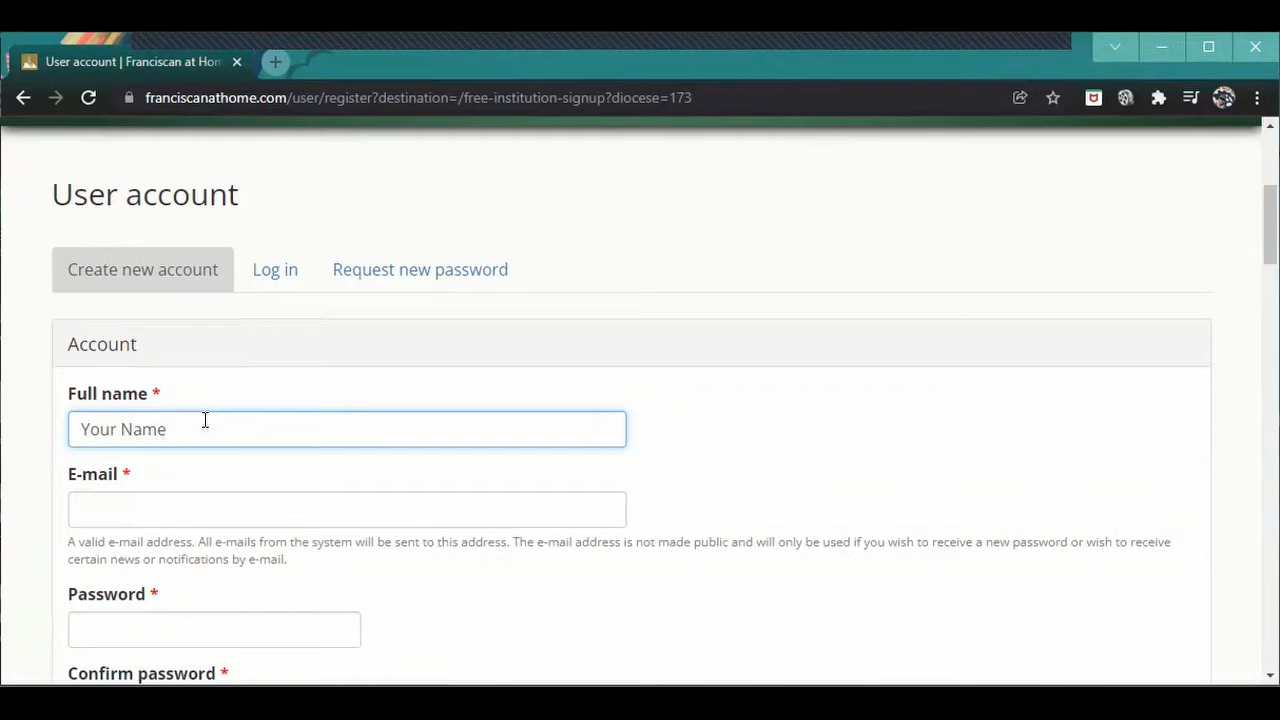 User account | Franciscan at Hom
franciscanathome.com/user/register?destination=/free-institution-signup?diocese=173
User account
Create new account
Log in
Request new password
Account
Full name *
Your Name
E-mail *
A valid e-mail address. All e-mails from the system will be sent to this address. The e-mail address is not made public and will only be used if you wish to receive a new password or wish to receive
certain news or notifications by e-mail.
Password *
Confirm password *